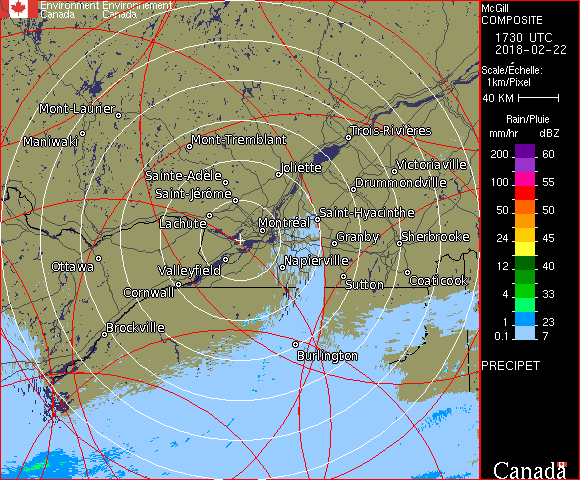 Environment Environnement
Canada Canada
McGill
COMPOSITE
1730 UTC
2018-02-22
Scale/Échelle:
1km/Pixel
40 KM
Rain/Pluie
mm/hr dBZ
200 60
100 55
50 50
24 45
12 40
4 33
1 23
0.1 7
PRECIPET
Canada
Mont-Laurier
Maniwaki
Mont-Tremblant
Trois-Rivières
Joliette
Victoriaville
Sainte-Adèle
Drummondville
Saint-Jérôme
Saint-Hyacinthe
Lachute
Montréal
Granby
Sherbrooke
Ottawa
Valleyfield
Napierville
Cornwall
Sutton
Coaticook
Brockville
Burlington